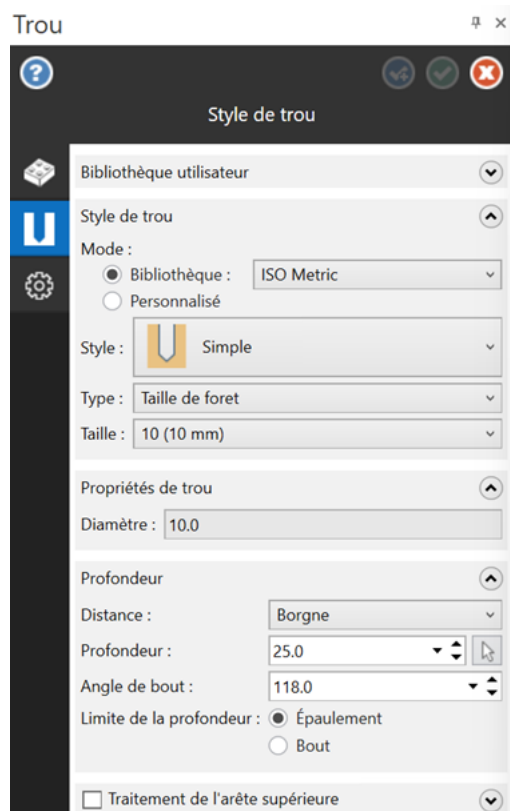 Trou
Style de trou
Bibliothèque utilisateur
Style de trou
Mode :
Bibliothèque : ISO Metric
Personnalisé
Style : Simple
Type : Taille de foret
Taille : 10 (10 mm)
Propriétés de trou
Diamètre : 10.0
Profondeur
Distance : Borgne
Profondeur : 25.0
Angle de bout : 118.0
Limite de la profondeur : Épaulement
Bout
Traitement de l'arête supérieure